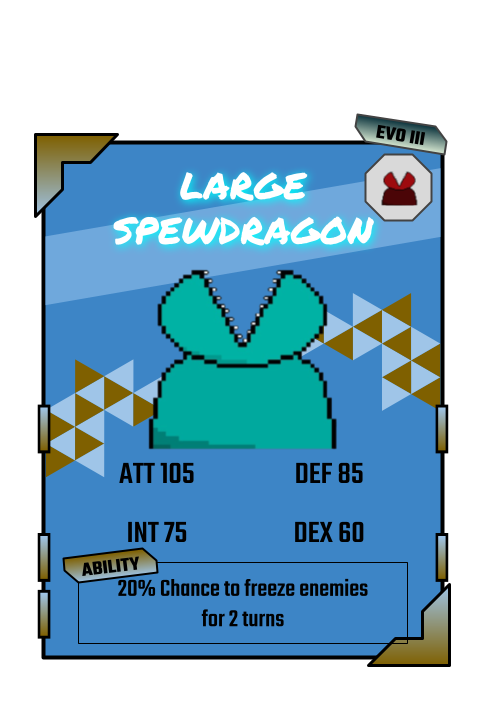 EVO III
LARGE
SPEWDRAGON
ATT 105
DEF 85
INT 75
DEX 60
ABILITY
20% Chance to freeze enemies
for 2 turns